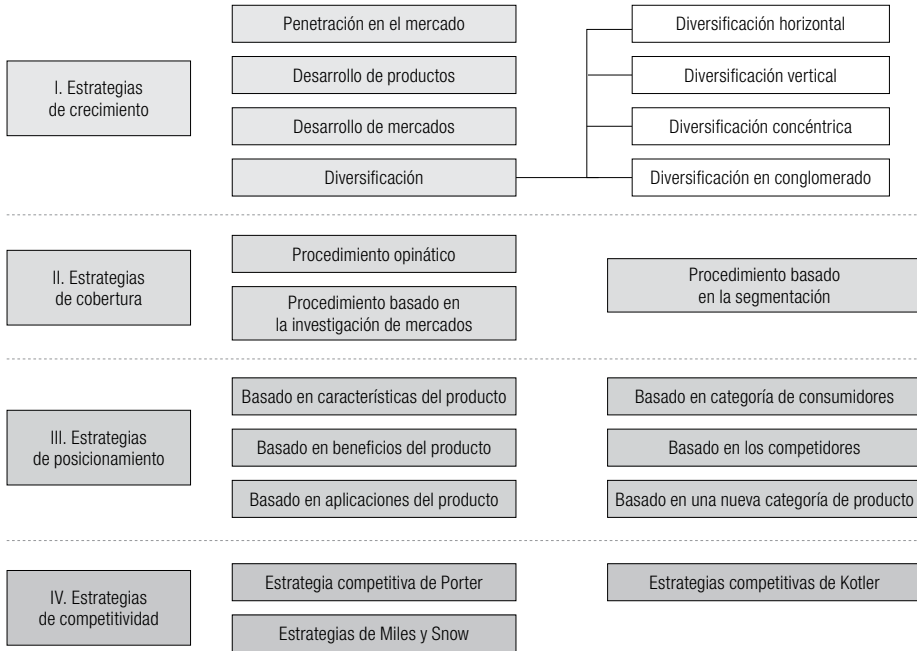 I. Estrategias
de crecimiento
Penetración en el mercado
Desarrollo de productos
Desarrollo de mercados
Diversificación
Diversificación horizontal
Diversificación vertical
Diversificación concéntrica
Diversificación en conglomerado
II. Estrategias
de cobertura
Procedimiento opinático
Procedimiento basado en
la investigación de mercados
Procedimiento basado
en la segmentación
III. Estrategias
de posicionamiento
Basado en características del producto
Basado en beneficios del producto
Basado en aplicaciones del producto
Basado en categoría de consumidores
Basado en los competidores
Basado en una nueva categoría de producto
IV. Estrategias
de competitividad
Estrategia competitiva de Porter
Estrategias de Miles y Snow
Estrategias competitivas de Kotler